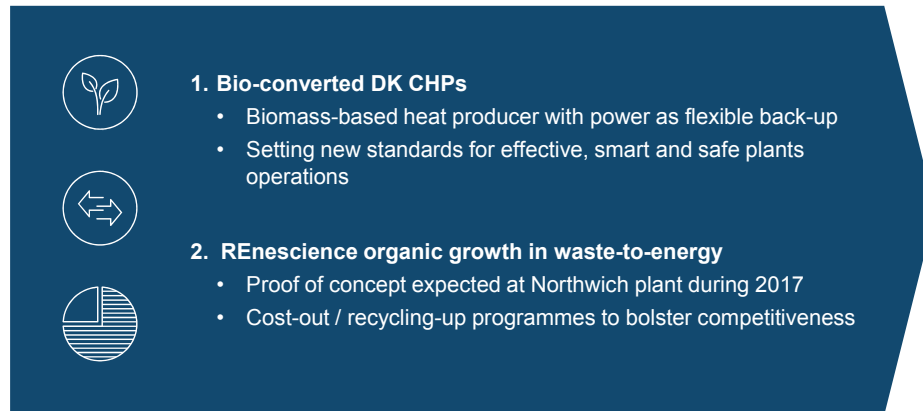 1. Bio-converted DK CHPs
• Biomass-based heat producer with power as flexible back-up
• Setting new standards for effective, smart and safe plants
operations
2. REnescience organic growth in waste-to-energy
• Proof of concept expected at Northwich plant during 2017
• Cost-out / recycling-up programmes to bolster competitiveness